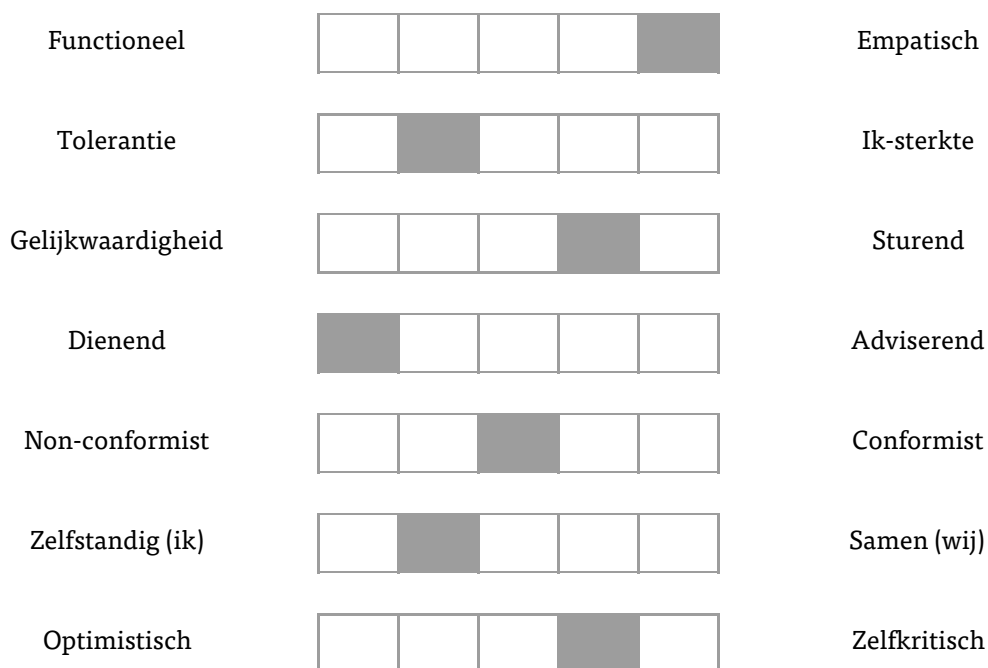 Functioneel Empatisch
Tolerantie Ik-sterkte
Gelijkwaardigheid Sturend
Dienend Adviserend
Non-conformist Conformist
Zelfstandig (ik) Samen (wij)
Optimistisch Zelfkritisch